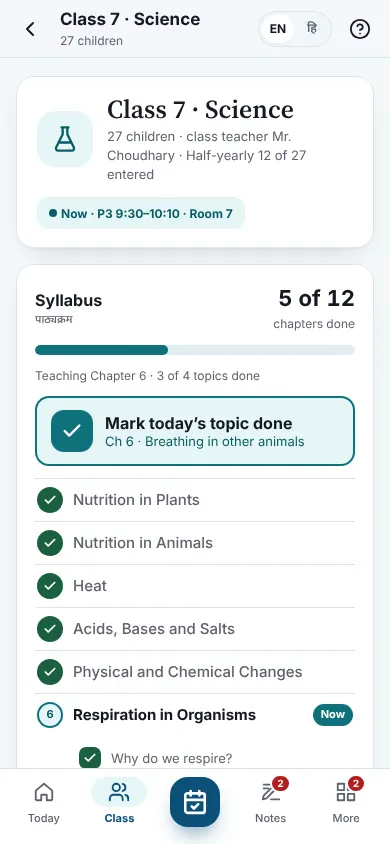 Class 7 · Science
27 children
EN
हि
Class 7 · Science
27 children · class teacher Mr.
Choudhary · Half-yearly 12 of 27
entered
Now · P3 9:30–10:10 · Room 7
Syllabus
पाठ्यक्रम
5 of 12
chapters done
Teaching Chapter 6 · 3 of 4 topics done
Mark today’s topic done
Ch 6 · Breathing in other animals
Nutrition in Plants
Nutrition in Animals
Heat
Acids, Bases and Salts
Physical and Chemical Changes
6 Respiration in Organisms Now
Why do we respire?
2
2
Today
Class
Notes
More